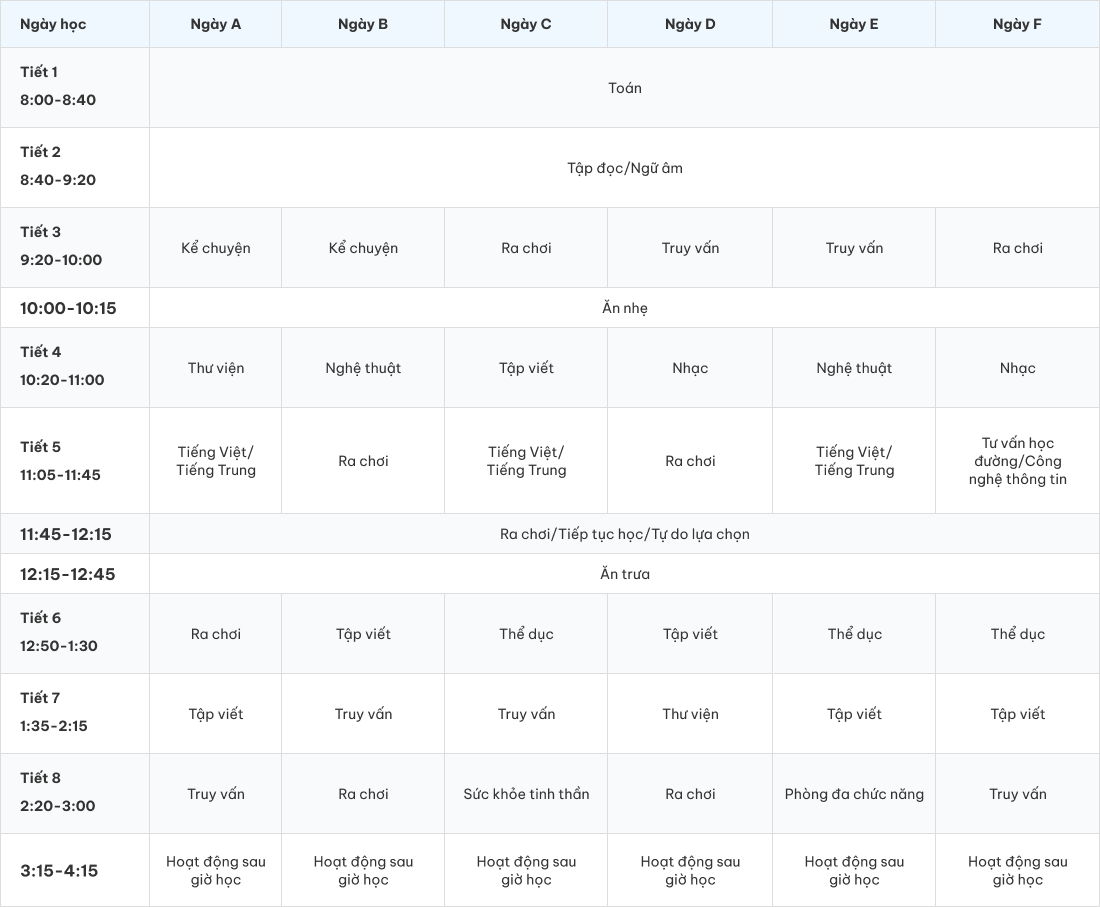 Ngày học Ngày A Ngày B Ngày C Ngày D Ngày E Ngày F
Tiết 1
8:00-8:40
Toán
Tiết 2
8:40-9:20
Tập đọc/Ngữ âm
Tiết 3
9:20-10:00
Kể chuyện Kể chuyện Ra chơi Truy vấn Truy vấn Ra chơi
10:00-10:15 Ăn nhẹ
Tiết 4
10:20-11:00
Thư viện Nghệ thuật Tập viết Nhạc Nghệ thuật Nhạc
Tiết 5
11:05-11:45
Tiếng Việt/
Tiếng Trung
Ra chơi
Tiếng Việt/
Tiếng Trung
Ra chơi
Tiếng Việt/
Tiếng Trung
Tư vấn học
đường/Công
nghệ thông tin
11:45-12:15 Ra chơi/Tiếp tục học/Tự do lựa chọn
12:15-12:45 Ăn trưa
Tiết 6
12:50-1:30
Ra chơi Tập viết Thể dục Tập viết Thể dục Thể dục
Tiết 7
1:35-2:15
Tập viết Truy vấn Truy vấn Thư viện Tập viết Tập viết
Tiết 8
2:20-3:00
Truy vấn Ra chơi Sức khỏe tinh thần Ra chơi Phòng đa chức năng Truy vấn
3:15-4:15
Hoạt động sau
giờ học
Hoạt động sau
giờ học
Hoạt động sau
giờ học
Hoạt động sau
giờ học
Hoạt động sau
giờ học
Hoạt động sau
giờ học